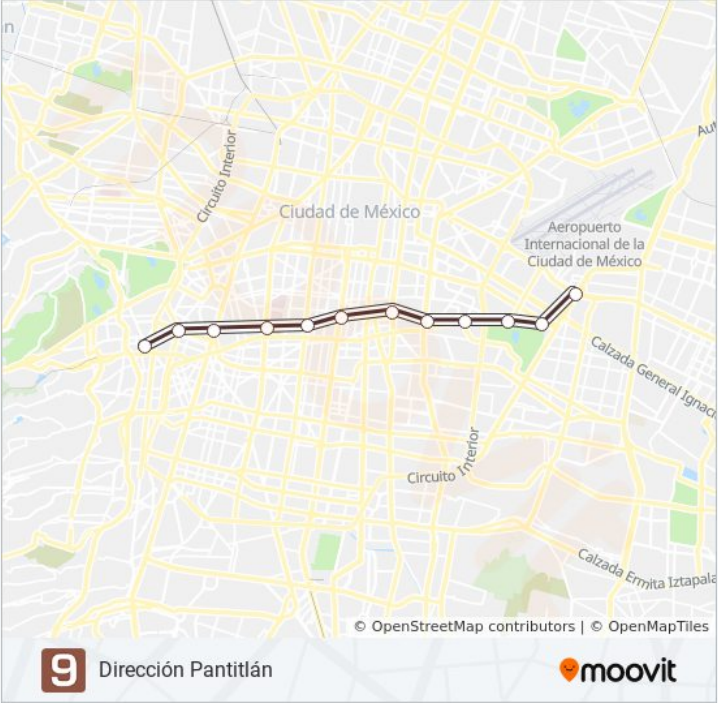 n
Circuito Interior
Aut
Ciudad de México
Aeropuerto
Internacional de la
Ciudad de México
Calzada General Ignaci
Circuito Interior
Calzada Ermita Iztapala
© OpenStreetMap contributors | © OpenMapTiles
9 Dirección Pantitlán
moovit